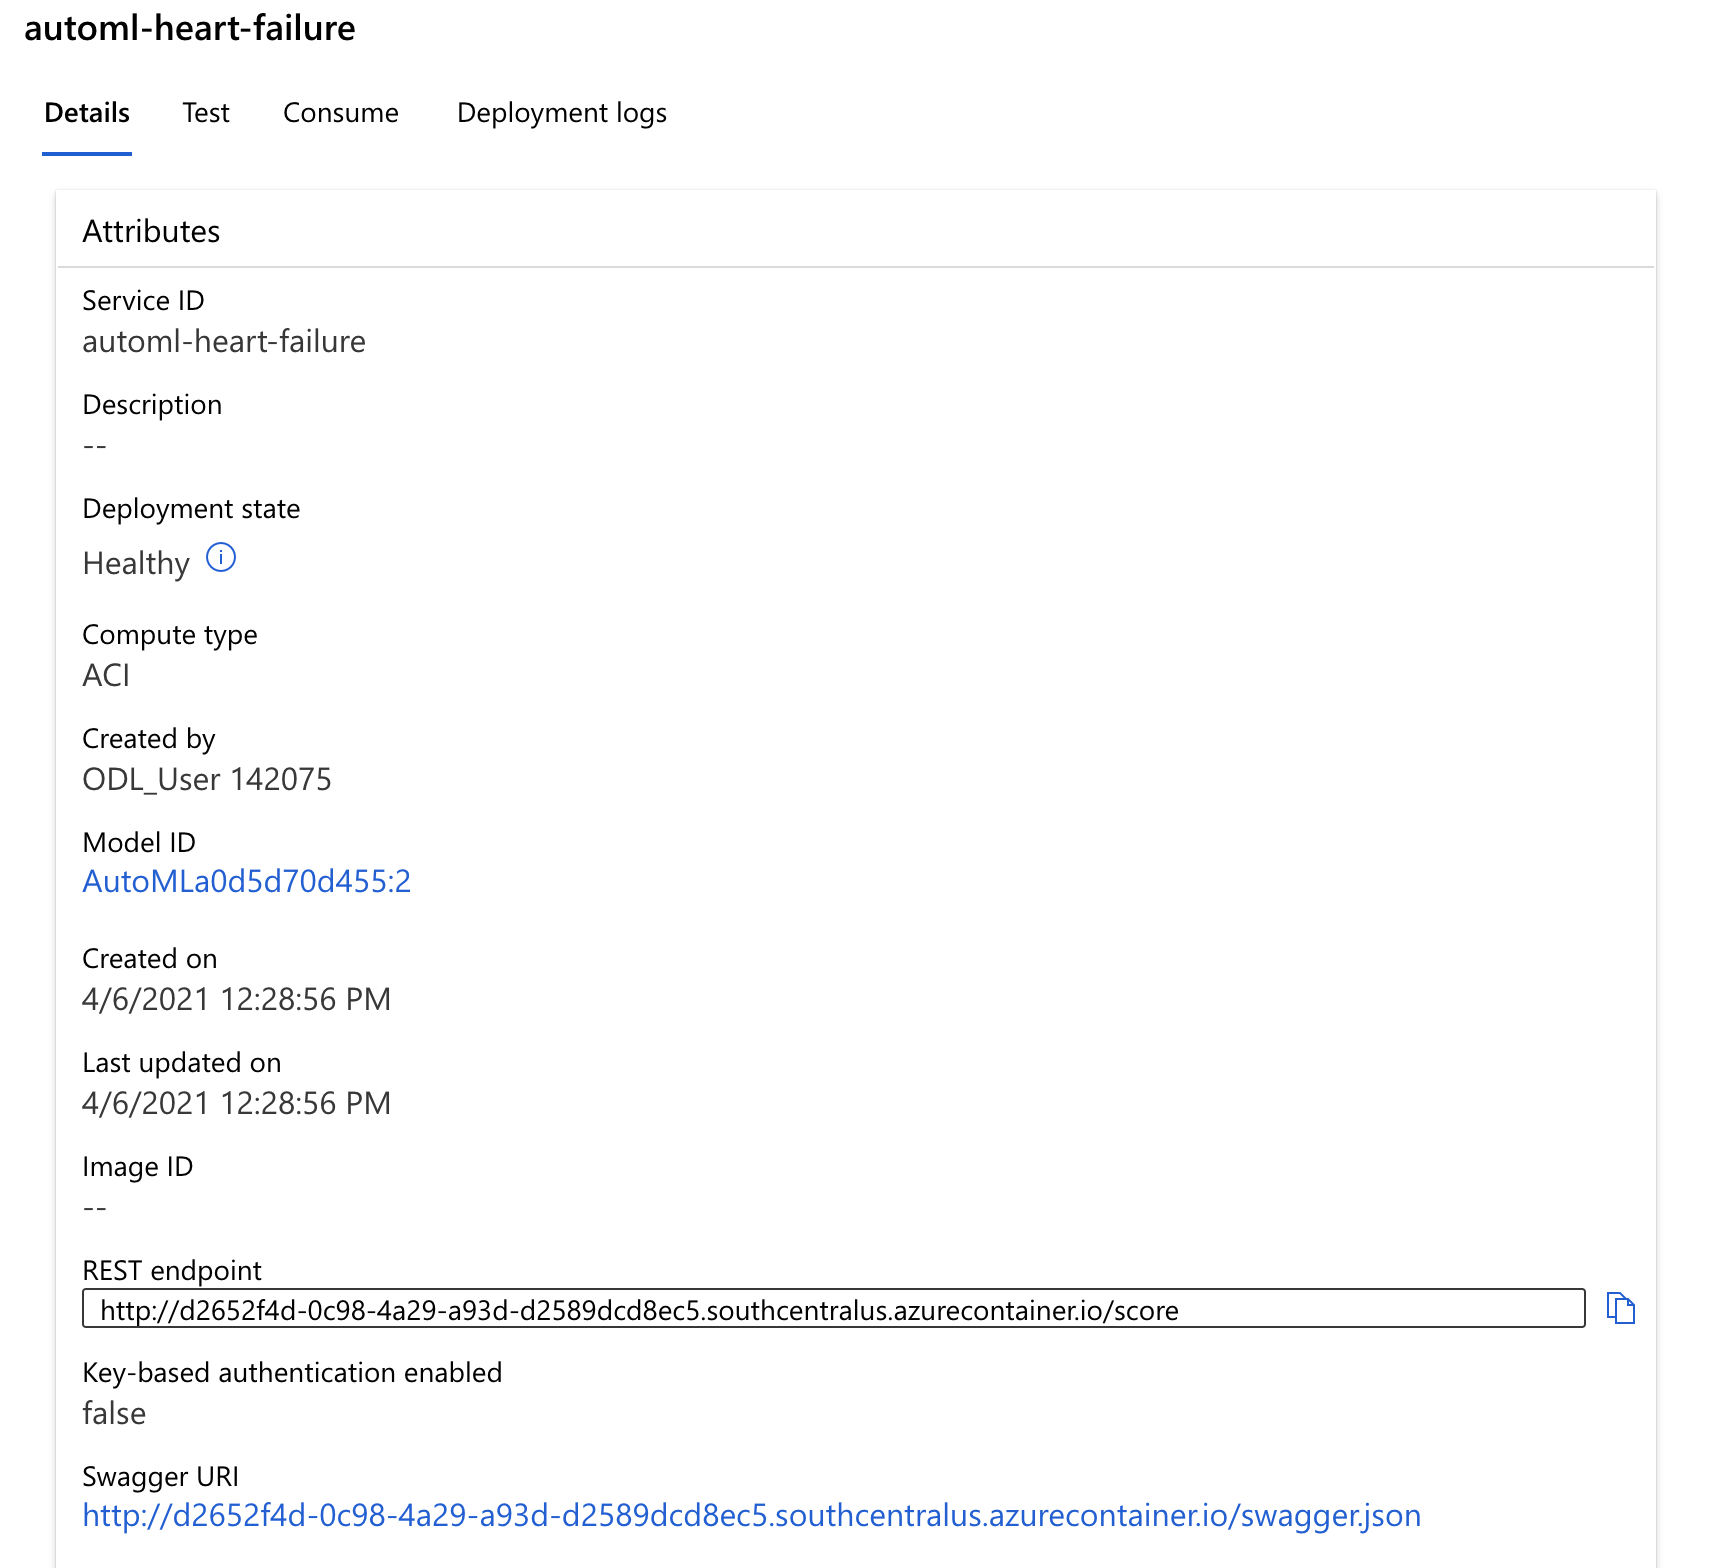 automl-heart-failure
Details Test Consume Deployment logs
Attributes
Service ID
automl-heart-failure
Description
--
Deployment state
Healthy
Compute type
ACI
Created by
ODL_User 142075
Model ID
AutoMLa0d5d70d455:2
Created on
4/6/2021 12:28:56 PM
Last updated on
4/6/2021 12:28:56 PM
Image ID
--
REST endpoint
http://d2652f4d-0c98-4a29-a93d-d2589dcd8ec5.southcentralus.azurecontainer.io/score
Key-based authentication enabled
false
Swagger URI
http://d2652f4d-0c98-4a29-a93d-d2589dcd8ec5.southcentralus.azurecontainer.io/swagger.json